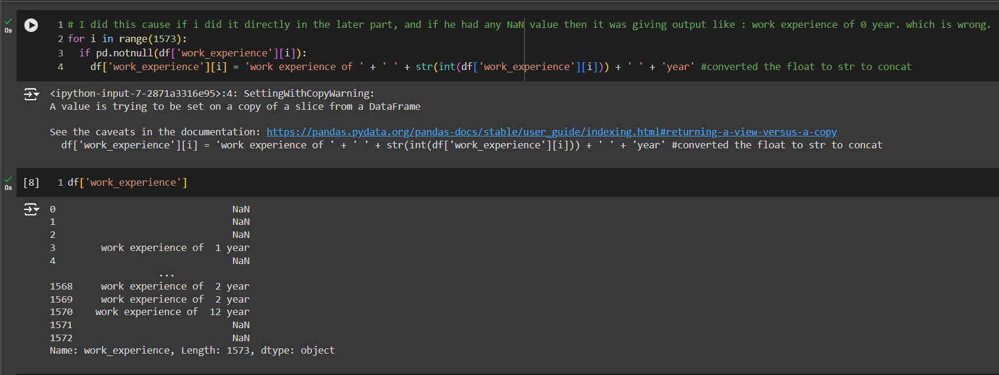 0s
1 # I did this cause if i did it directly in the later part, and if he had any NaN value then it was giving output like : work experience of 0 year. which is wrong.
2 for i in range(1573):
3   if pd.notnull(df['work_experience'][i]):
4     df['work_experience'][i] = 'work experience of ' + ' ' + str(int(df['work_experience'][i])) + ' ' + 'year' #converted the float to str to concat
<ipython-input-7-2871a3316e95>:4: SettingWithCopyWarning:
A value is trying to be set on a copy of a slice from a DataFrame
See the caveats in the documentation: https://pandas.pydata.org/pandas-docs/stable/user_guide/indexing.html#returning-a-view-versus-a-copy
  df['work_experience'][i] = 'work experience of ' + ' ' + str(int(df['work_experience'][i])) + ' ' + 'year' #converted the float to str to concat
0s
[8] 1 df['work_experience']
0                               NaN
1                               NaN
2                               NaN
3        work experience of  1 year
4                               NaN
                   ...
1568     work experience of  2 year
1569     work experience of  2 year
1570    work experience of  12 year
1571                            NaN
1572                            NaN
Name: work_experience, Length: 1573, dtype: object